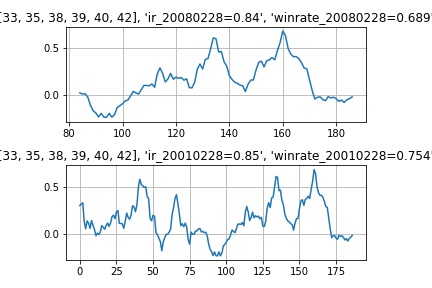 [33, 35, 38, 39, 40, 42], 'ir_20080228=0.84', 'winrate_20080228=0.689'
0.5
0.0
80 100 120 140 160 180
[33, 35, 38, 39, 40, 42], 'ir_20010228=0.85', 'winrate_20010228=0.754'
0.5
0.0
0 25 50 75 100 125 150 175